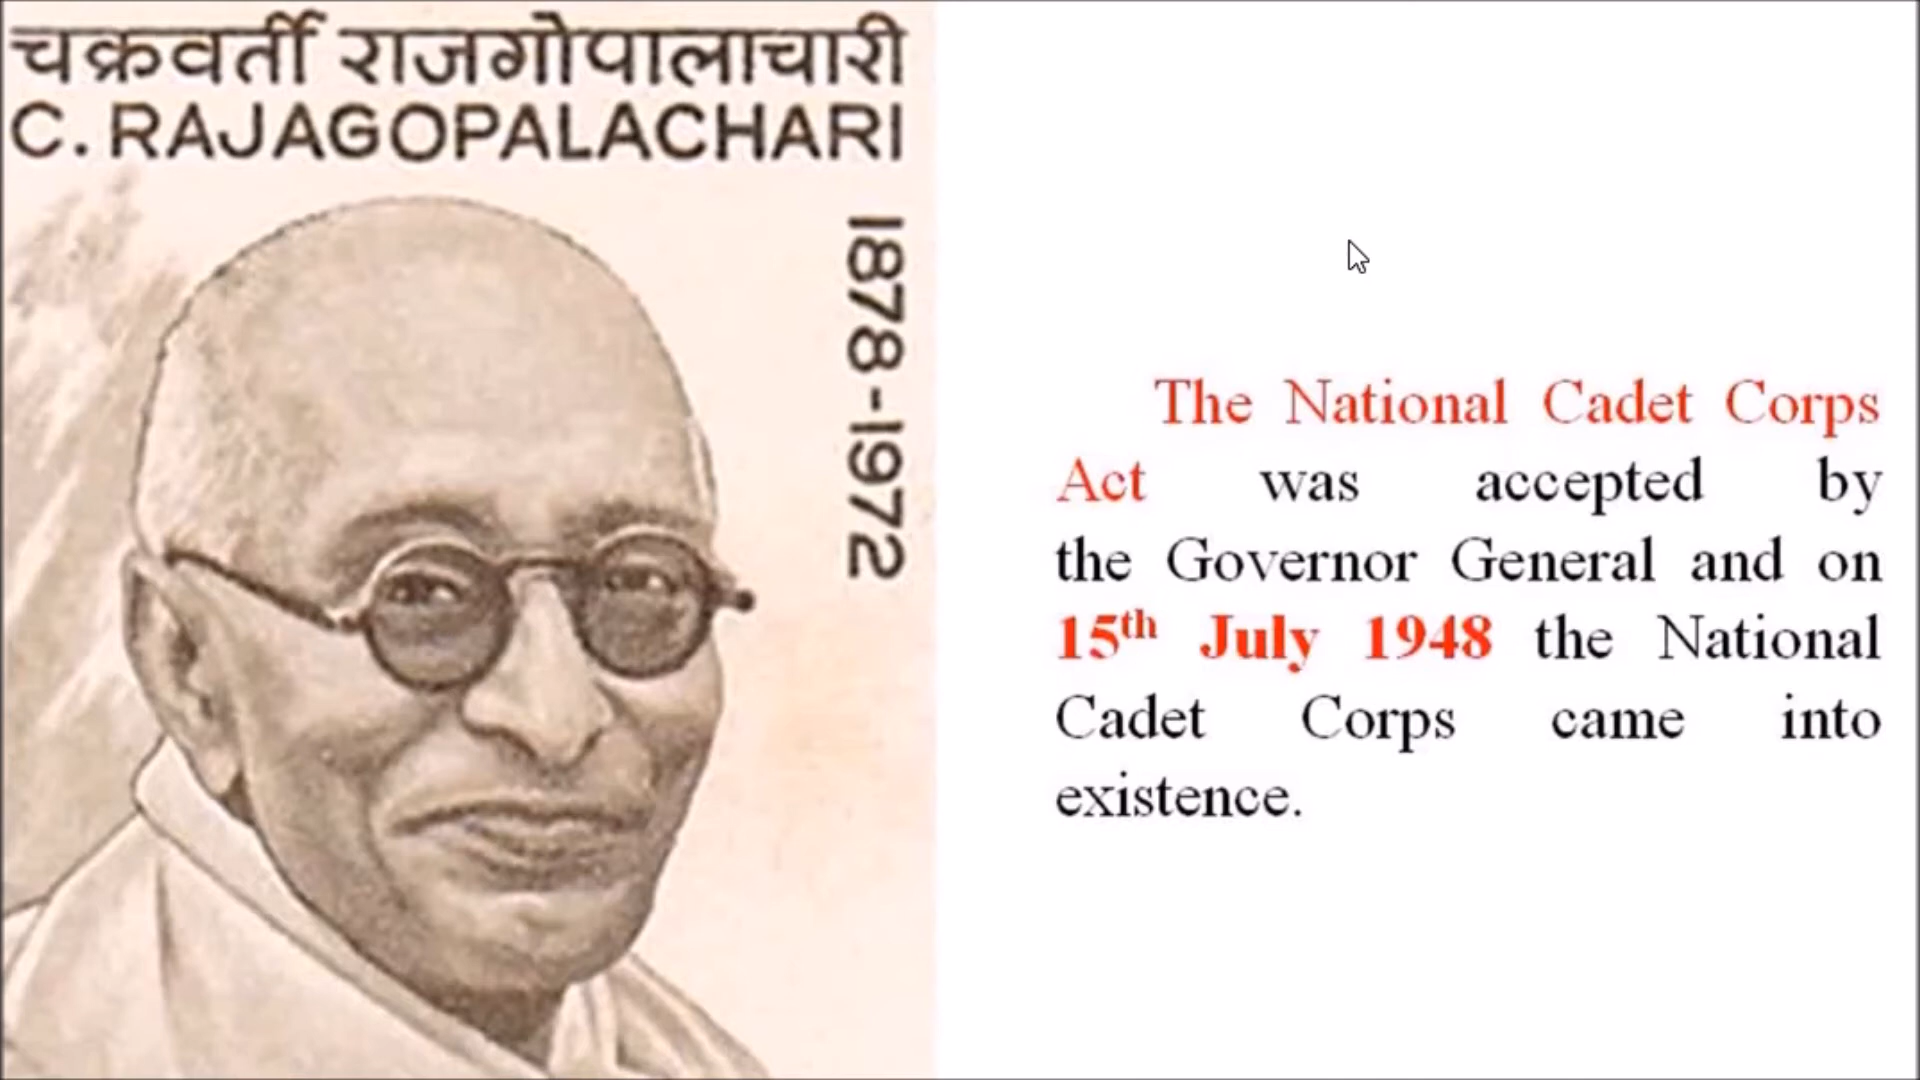 चक्रवर्ती राजगोपालाचारी
C. RAJAGOPALACHARI
1878-1972
The National Cadet Corps
Act was accepted by
the Governor General and on
15th July 1948 the National
Cadet Corps came into
existence.